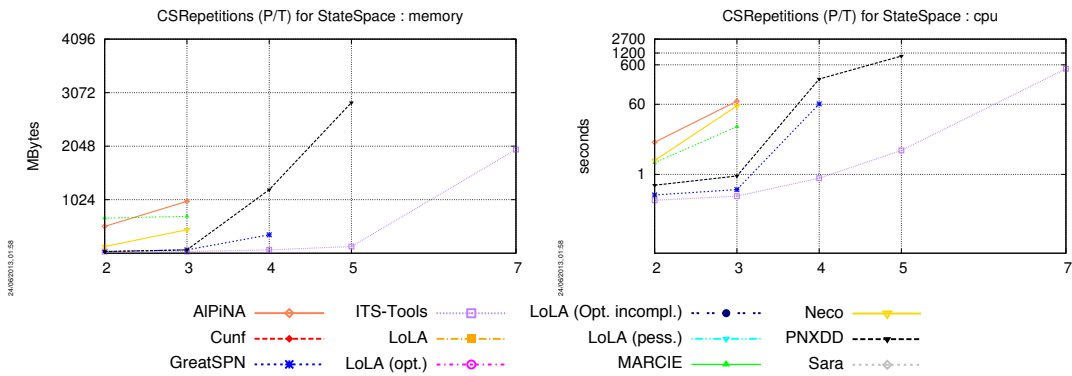 CSRepetitions (P/T) for StateSpace : memory
4096
3072
2048
1024
MBytes
2 3 4 5 7
24/06/2013, 01:58
CSRepetitions (P/T) for StateSpace : cpu
2700
1200
600
60
1
seconds
2 3 4 5 7
24/06/2013, 01:58
AlPiNA ITS-Tools LoLA (Opt. incompl.) Neco
Cunf LoLA LoLA (pess.) PNXDD
GreatSPN LoLA (opt.) MARCIE Sara